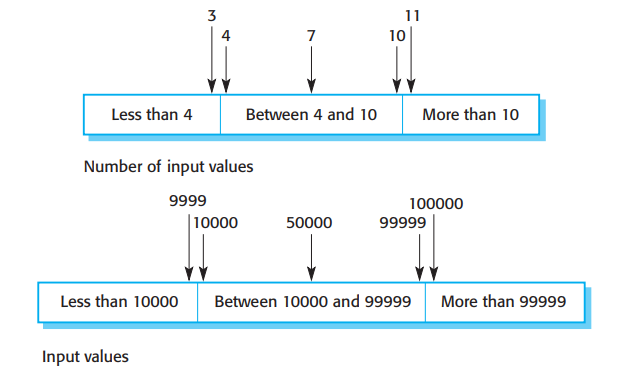 3 11
4 7 10
Less than 4 Between 4 and 10 More than 10
Number of input values
9999 100000
10000 50000 99999
Less than 10000 Between 10000 and 99999 More than 99999
Input values